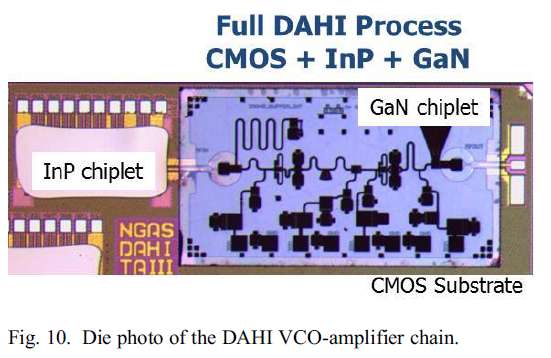 Full DAHI Process
CMOS + InP + GaN
GaN chiplet
InP chiplet
NGAS
DAHI
TAIII
CMOS Substrate
Fig. 10.  Die photo of the DAHI VCO-amplifier chain.